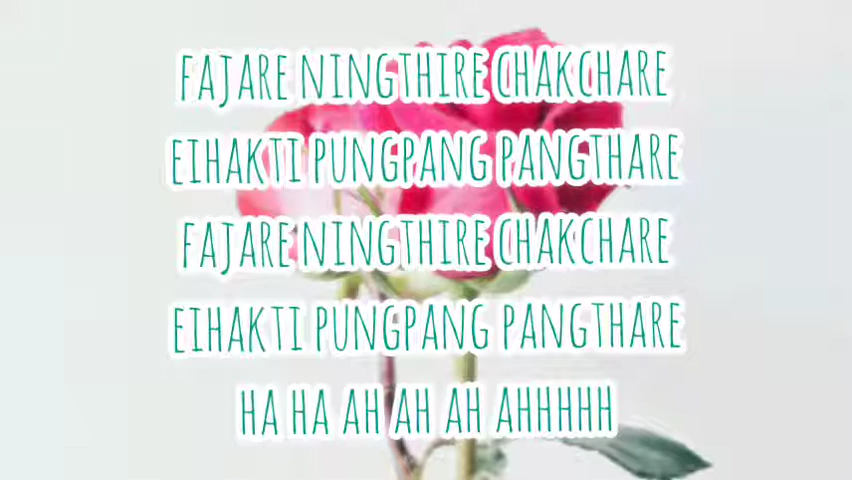 FAJARE NINGTHIRE CHAKCHARE
EIHAKTI PUNGPANG PANGTHARE
FAJARE NINGTHIRE CHAKCHARE
EIHAKTI PUNGPANG PANGTHARE
HA HA AH AH AH AHHHHH